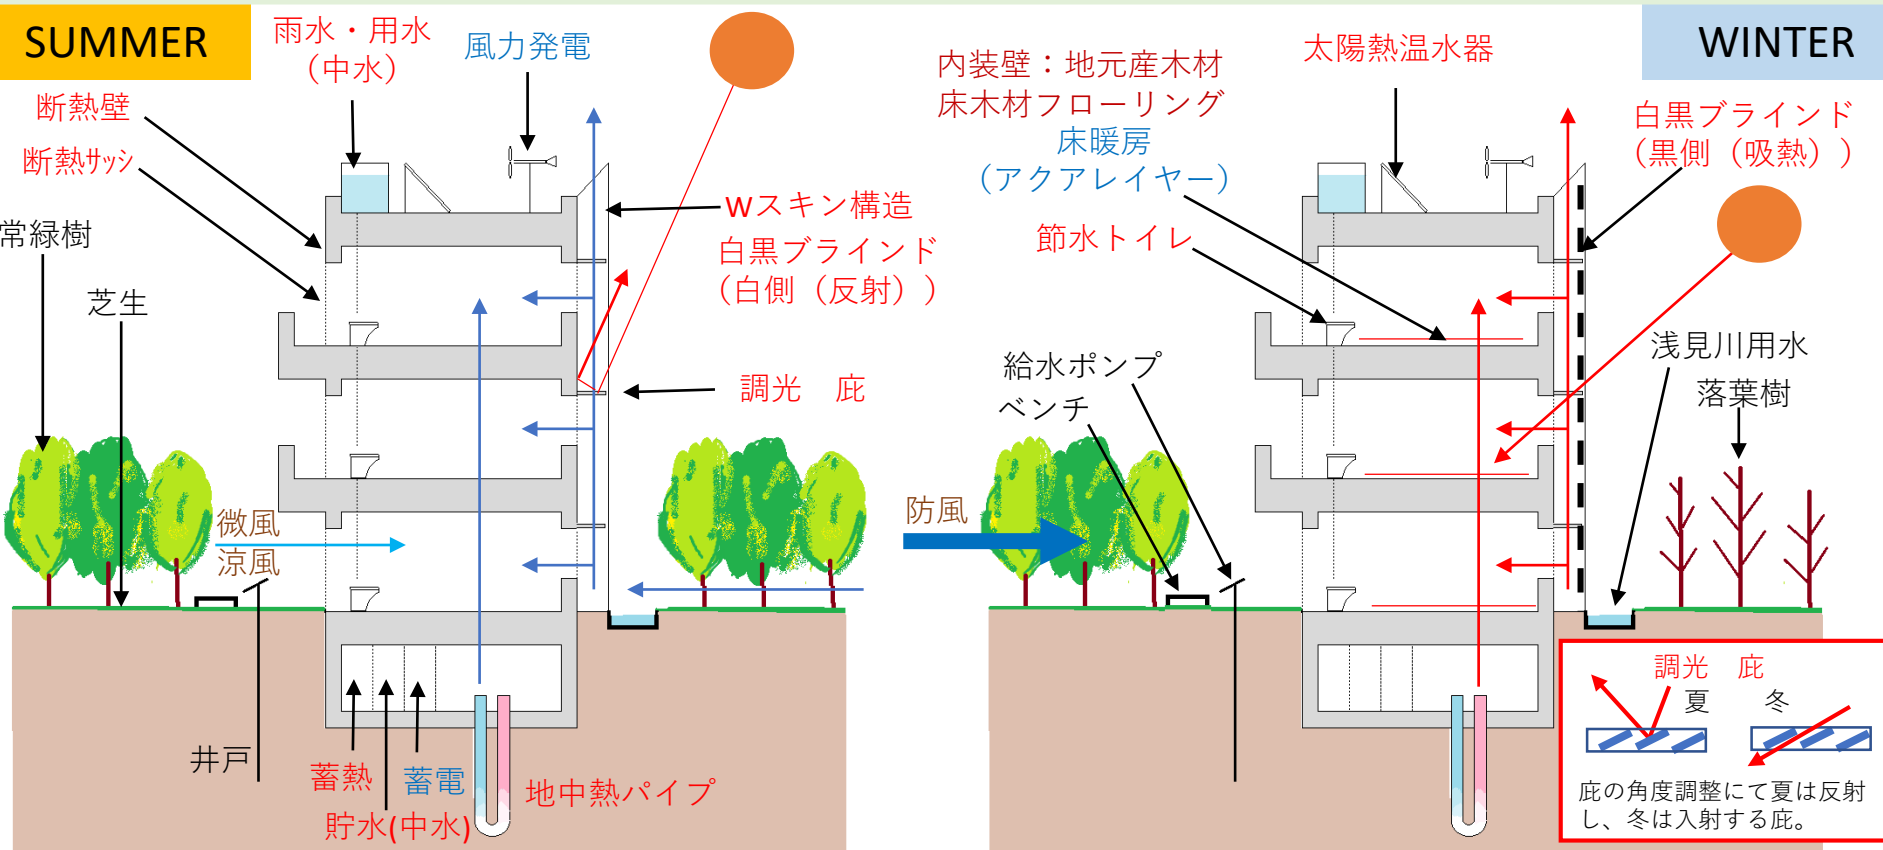 SUMMER
雨水・用水
（中水）
風力発電
断熱壁
断熱ｻｯｼ
常緑樹
芝生
Wスキン構造
白黒ブラインド
（白側（反射））
調光　庇
微風
涼風
井戸
蓄熱
蓄電
貯水(中水)
地中熱パイプ
WINTER
内装壁：地元産木材
床木材フローリング
床暖房
（アクアレイヤー）
太陽熱温水器
白黒ブラインド
（黒側（吸熱））
節水トイレ
給水ポンプ
ベンチ
浅見川用水
落葉樹
防風
調光　庇
夏
冬
庇の角度調整にて夏は反射
し、冬は入射する庇。